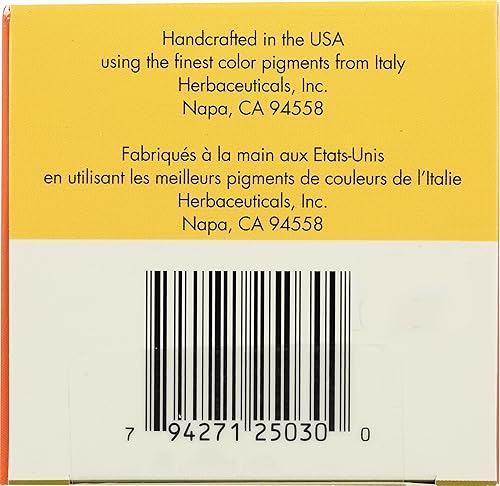 Handcrafted in the USA
using the finest color pigments from Italy
Herbaceuticals, Inc.
Napa, CA 94558
Fabriqués à la main aux Etats-Unis
en utilisant les meilleurs pigments de couleurs de l'Italie
Herbaceuticals, Inc.
Napa, CA 94558
7 94271 25030 0